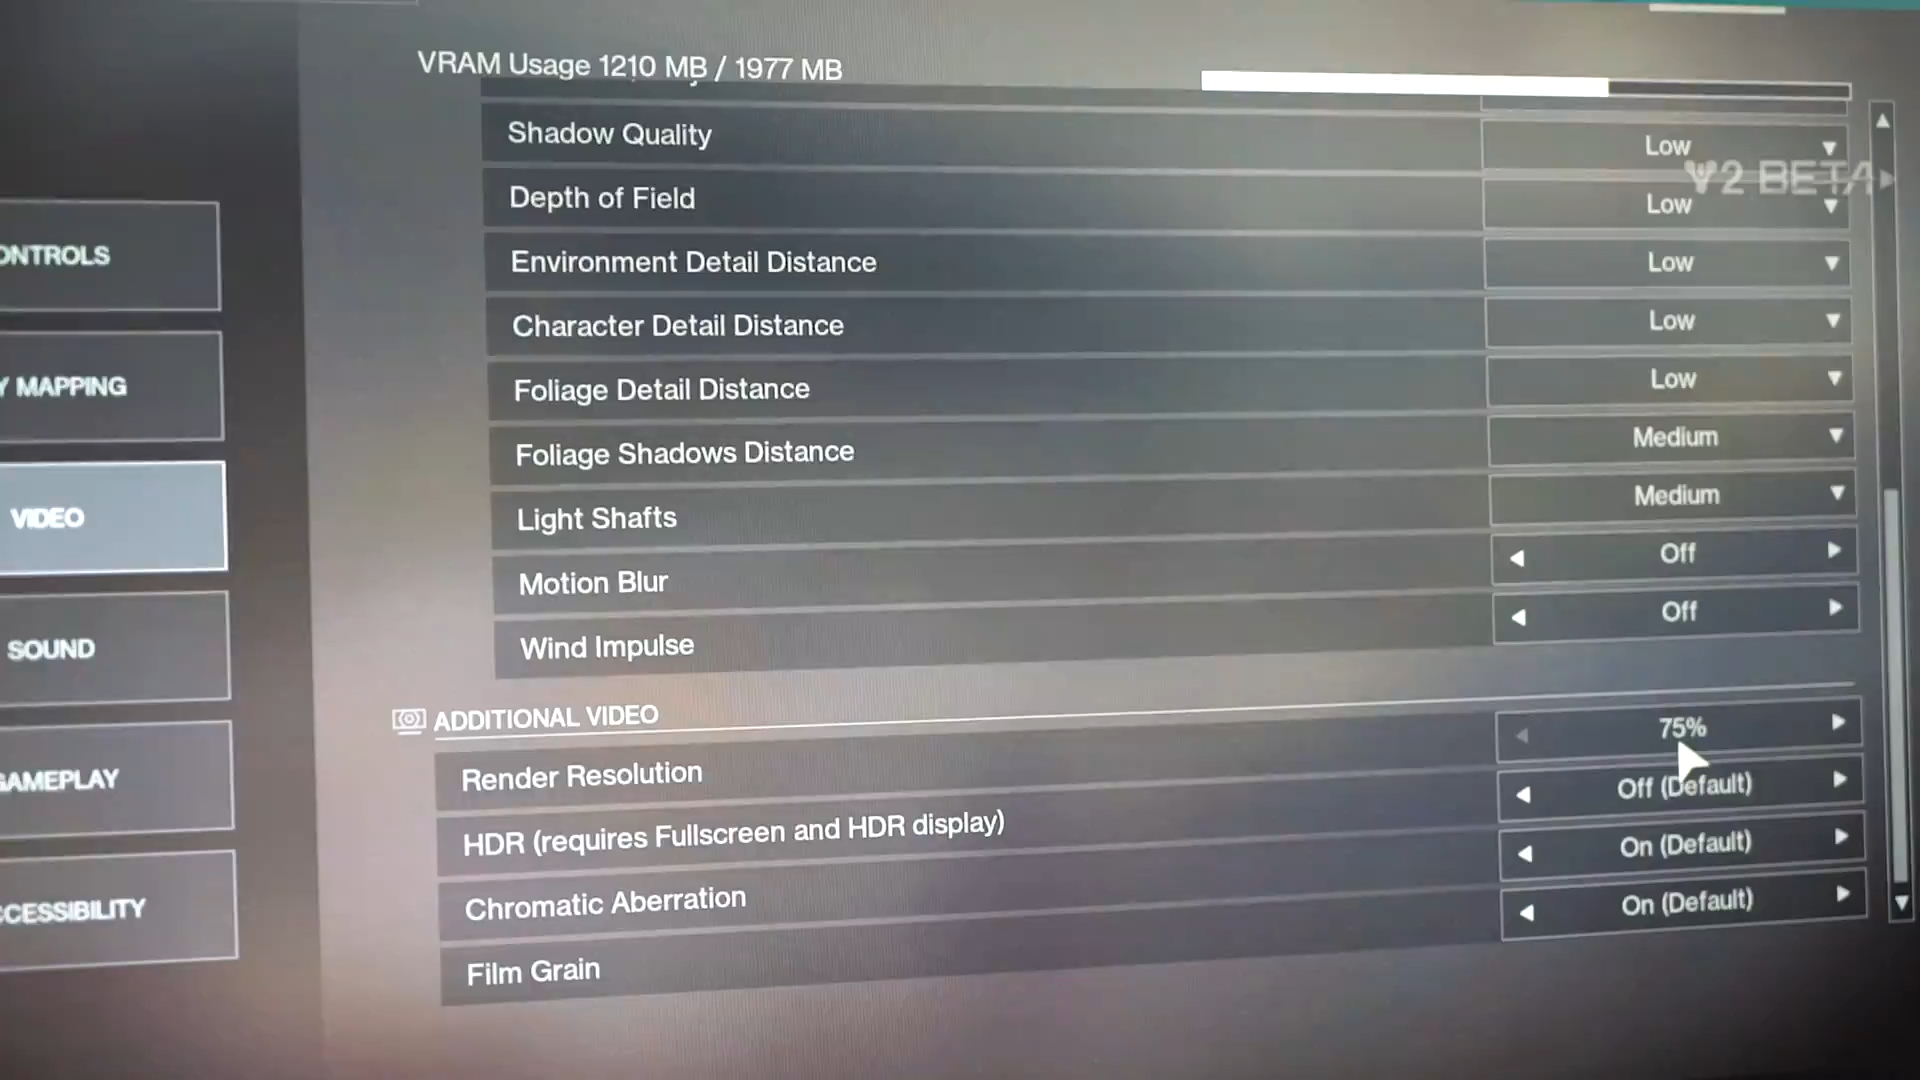 VRAM Usage 1210 MB / 1977 MB
Shadow Quality Low
Y2 BETA
Depth of Field Low
Environment Detail Distance Low
Character Detail Distance Low
Foliage Detail Distance Low
Foliage Shadows Distance Medium
Light Shafts Medium
Motion Blur Off
Wind Impulse Off
ADDITIONAL VIDEO
Render Resolution 75%
HDR (requires Fullscreen and HDR display) Off (Default)
Chromatic Aberration On (Default)
Film Grain On (Default)
ONTROLS
Y MAPPING
VIDEO
SOUND
GAMEPLAY
CCESSIBILITY